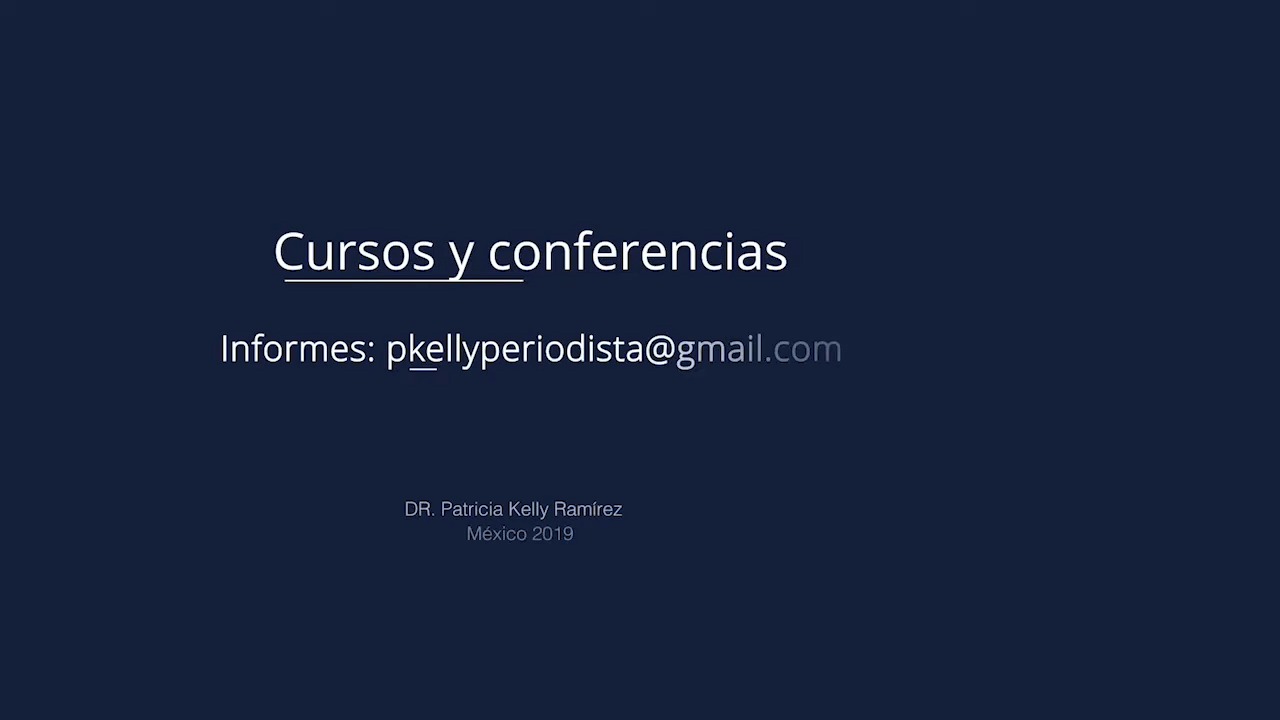 Cursos y conferencias
Informes: pkellyperiodista@gmail.com
DR. Patricia Kelly Ramírez
México 2019